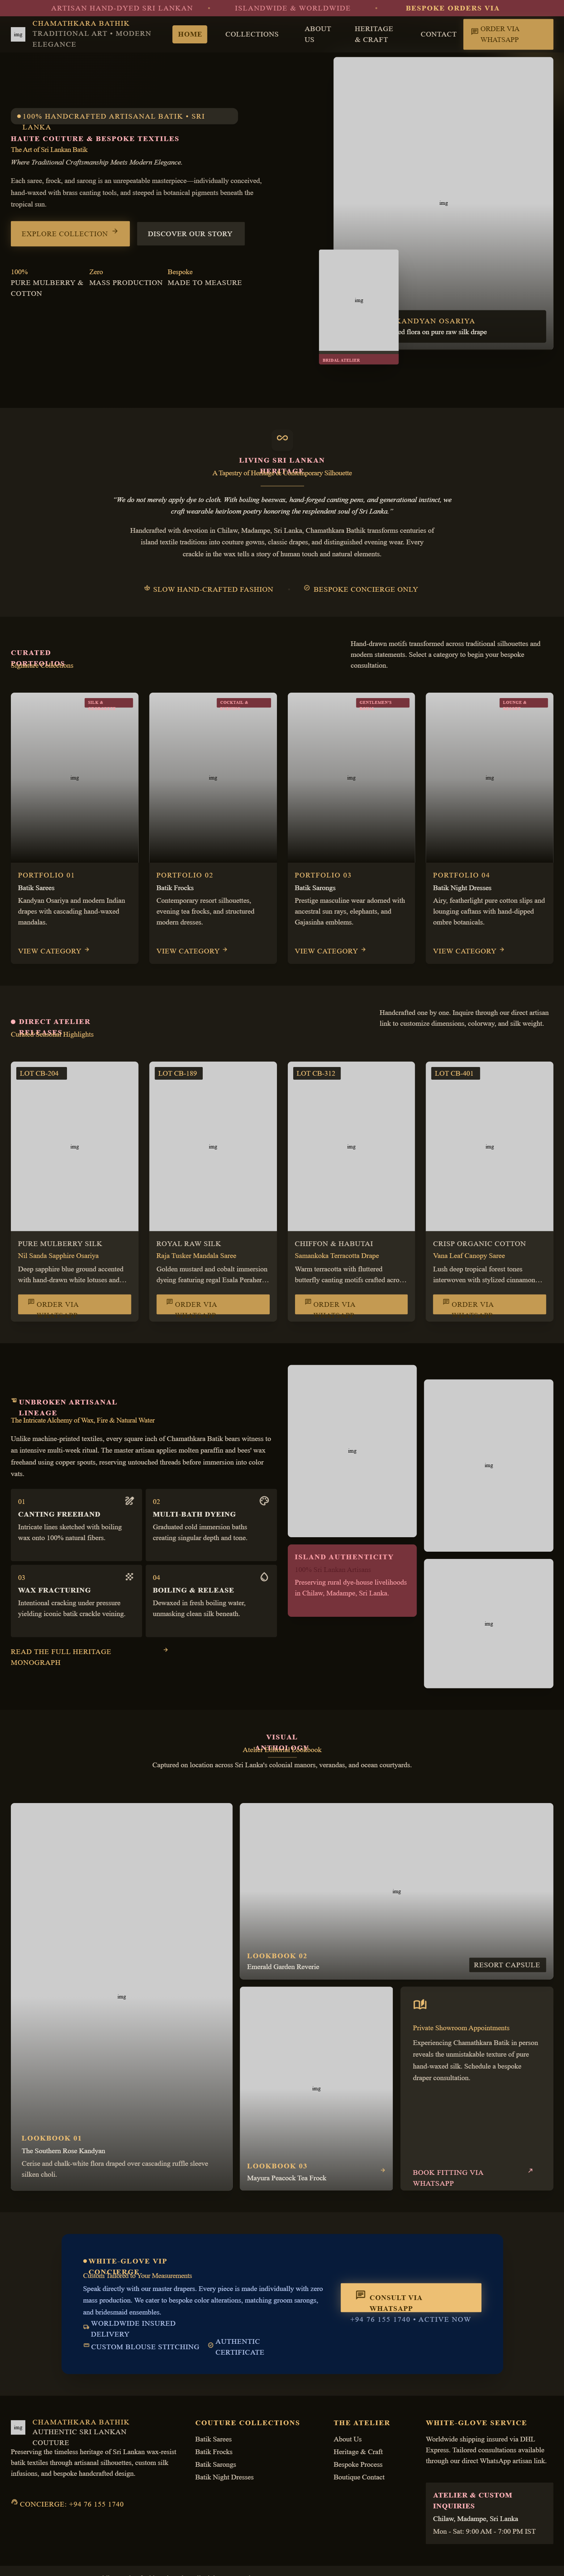 ARTISAN HAND-DYED SRI LANKAN • ISLANDWIDE & WORLDWIDE • BESPOKE ORDERS VIA
img
CHAMATHKARA BATHIK
TRADITIONAL ART • MODERN
ELEGANCE
HOME
COLLECTIONS
ABOUT
US
HERITAGE
& CRAFT
CONTACT
ORDER VIA
WHATSAPP
100% HANDCRAFTED ARTISANAL BATIK • SRI
LANKA
HAUTE COUTURE & BESPOKE TEXTILES
The Art of Sri Lankan Batik
Where Traditional Craftsmanship Meets Modern Elegance.
Each saree, frock, and sarong is an unrepeatable masterpiece—individually conceived,
hand-waxed with brass canting tools, and steeped in botanical pigments beneath the
tropical sun.
EXPLORE COLLECTION
DISCOVER OUR STORY
100%
PURE MULBERRY &
COTTON
Zero
MASS PRODUCTION
Bespoke
MADE TO MEASURE
img
KANDYAN OSARIYA
flora on pure raw silk drape
img
BRIDAL ATELIER
LIVING SRI LANKAN
HERITAGE
A Tapestry of Heritage & Contemporary Silhouette
“We do not merely apply dye to cloth. With boiling beeswax, hand-forged canting pens, and generational instinct, we
craft wearable heirloom poetry honoring the resplendent soul of Sri Lanka.”
Handcrafted with devotion in Chilaw, Madampe, Sri Lanka, Chamathkara Bathik transforms centuries of
island textile traditions into couture gowns, classic drapes, and distinguished evening wear. Every
crackle in the wax tells a story of human touch and natural elements.
SLOW HAND-CRAFTED FASHION
BESPOKE CONCIERGE ONLY
CURATED
PORTFOLIOS
Signature Collections
Hand-drawn motifs transformed across traditional silhouettes and
modern statements. Select a category to begin your bespoke
consultation.
SILK &
img
PORTFOLIO 01
Batik Sarees
Kandyan Osariya and modern Indian
drapes with cascading hand-waxed
mandalas.
VIEW CATEGORY
COCKTAIL &
img
PORTFOLIO 02
Batik Frocks
Contemporary resort silhouettes,
evening tea frocks, and structured
modern dresses.
VIEW CATEGORY
GENTLEMEN'S
img
PORTFOLIO 03
Batik Sarongs
Prestige masculine wear adorned with
ancestral sun rays, elephants, and
Gajasinha emblems.
VIEW CATEGORY
LOUNGE &
img
PORTFOLIO 04
Batik Night Dresses
Airy, featherlight pure cotton slips and
lounging caftans with hand-dipped
ombre botanicals.
VIEW CATEGORY
DIRECT ATELIER
RELEASES
Curated Seasonal Highlights
Handcrafted one by one. Inquire through our direct artisan
link to customize dimensions, colorway, and silk weight.
LOT CB-204
img
PURE MULBERRY SILK
Nil Sanda Sapphire Osariya
Deep sapphire blue ground accented
with hand-drawn white lotuses and…
ORDER VIA
WHATSAPP
LOT CB-189
img
ROYAL RAW SILK
Raja Tusker Mandala Saree
Golden mustard and cobalt immersion
dyeing featuring regal Esala Peraher…
ORDER VIA
WHATSAPP
LOT CB-312
img
CHIFFON & HABUTAI
Samankoka Terracotta Drape
Warm terracotta with fluttered
butterfly canting motifs crafted acro…
ORDER VIA
WHATSAPP
LOT CB-401
img
CRISP ORGANIC COTTON
Vana Leaf Canopy Saree
Lush deep tropical forest tones
interwoven with stylized cinnamon…
ORDER VIA
WHATSAPP
UNBROKEN ARTISANAL
LINEAGE
The Intricate Alchemy of Wax, Fire & Natural Water
Unlike machine-printed textiles, every square inch of Chamathkara Batik bears witness to
an intensive multi-week ritual. The master artisan applies molten paraffin and bees' wax
freehand using copper spouts, reserving untouched threads before immersion into color
vats.
01
CANTING FREEHAND
Intricate lines sketched with boiling
wax onto 100% natural fibers.
02
MULTI-BATH DYEING
Graduated cold immersion baths
creating singular depth and tone.
03
WAX FRACTURING
Intentional cracking under pressure
yielding iconic batik crackle veining.
04
BOILING & RELEASE
Dewaxed in fresh boiling water,
unmasking clean silk beneath.
READ THE FULL HERITAGE
MONOGRAPH
img
img
ISLAND AUTHENTICITY
100% Sri Lankan Artistry
Preserving rural dye-house livelihoods
in Chilaw, Madampe, Sri Lanka.
img
VISUAL
ANTHOLOGY
Atelier Editorial Lookbook
Captured on location across Sri Lanka's colonial manors, verandas, and ocean courtyards.
img
LOOKBOOK 01
The Southern Rose Kandyan
Cerise and chalk-white flora draped over cascading ruffle sleeve
silken choli.
img
LOOKBOOK 02
Emerald Garden Reverie
RESORT CAPSULE
img
LOOKBOOK 03
Mayura Peacock Tea Frock
Private Showroom Appointments
Experiencing Chamathkara Batik in person
reveals the unmistakable texture of pure
hand-waxed silk. Schedule a bespoke
draper consultation.
BOOK FITTING VIA
WHATSAPP
WHITE-GLOVE VIP
CONCIERGE
Custom Tailored to Your Measurements
Speak directly with our master drapers. Every piece is made individually with zero
mass production. We cater to bespoke color alterations, matching groom sarongs,
and bridesmaid ensembles.
WORLDWIDE INSURED
DELIVERY
CUSTOM BLOUSE STITCHING
AUTHENTIC
CERTIFICATE
CONSULT VIA
WHATSAPP
+94 76 155 1740 • ACTIVE NOW
img
CHAMATHKARA BATHIK
AUTHENTIC SRI LANKAN
COUTURE
Preserving the timeless heritage of Sri Lankan wax-resist
batik textiles through artisanal sarees, custom silk
infusions, and bespoke handcrafted design.
CONCIERGE: +94 76 155 1740
COUTURE COLLECTIONS
Batik Sarees
Batik Frocks
Batik Sarongs
Batik Night Dresses
THE ATELIER
About Us
Heritage & Craft
Bespoke Process
Boutique Contact
WHITE-GLOVE SERVICE
Worldwide shipping insured via DHL
Express. Tailored consultations available
through our direct WhatsApp artisan link.
ATELIER & CUSTOM
INQUIRIES
Chilaw, Madampe, Sri Lanka
Mon - Sat: 9:00 AM - 7:00 PM IST